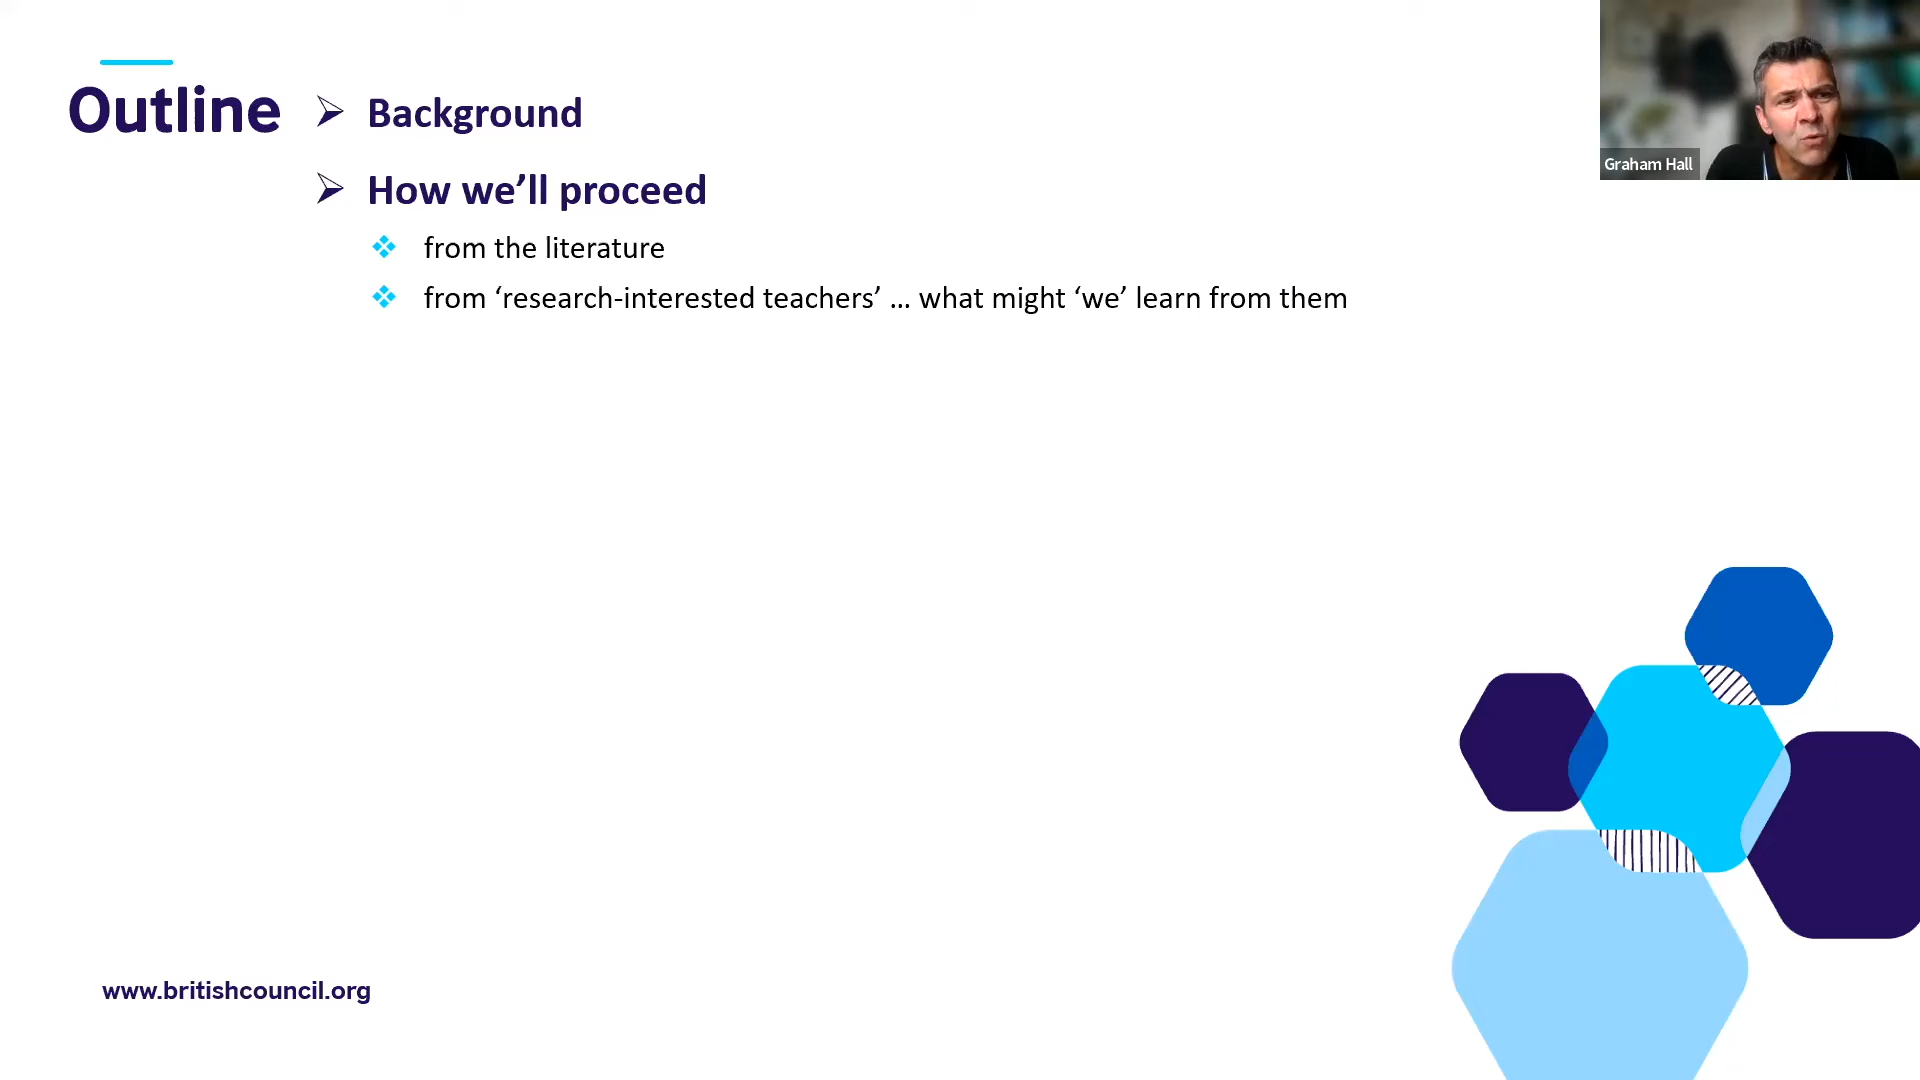 Outline
➢ Background
➢ How we’ll proceed
❖ from the literature
❖ from ‘research-interested teachers’ … what might ‘we’ learn from them
Graham Hall
www.britishcouncil.org